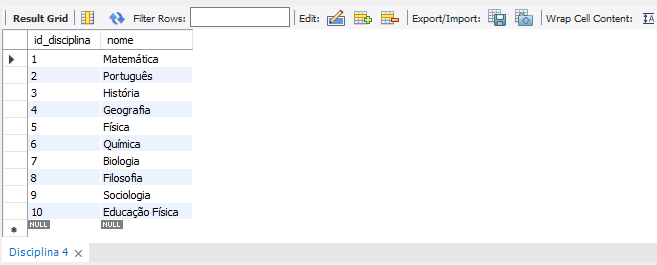 Result Grid Filter Rows: Edit: Export/Import: Wrap Cell Content: A
id_disciplina nome
1 Matemática
2 Português
3 História
4 Geografia
5 Física
6 Química
7 Biologia
8 Filosofia
9 Sociologia
10 Educação Física
NULL NULL
Disciplina 4